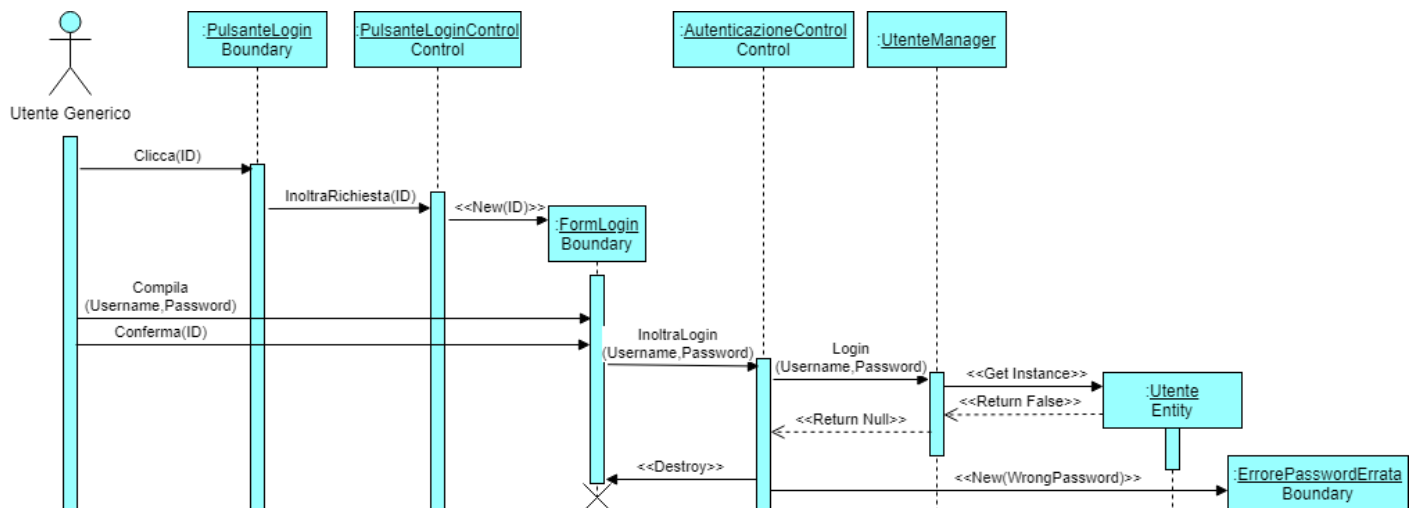 :PulsanteLogin
Boundary
:PulsanteLoginControl
Control
:AutenticazioneControl
Control
:UtenteManager
Utente Generico
Clicca(ID)
InoltraRichiesta(ID)
<<New(ID)>>
:FormLogin
Boundary
Compila
(Username,Password)
Conferma(ID)
InoltraLogin
(Username,Password)
Login
(Username,Password)
<<Get Instance>>
:Utente
Entity
<<Return False>>
<<Return Null>>
<<Destroy>>
<<New(WrongPassword)>>
:ErrorePasswordErrata
Boundary